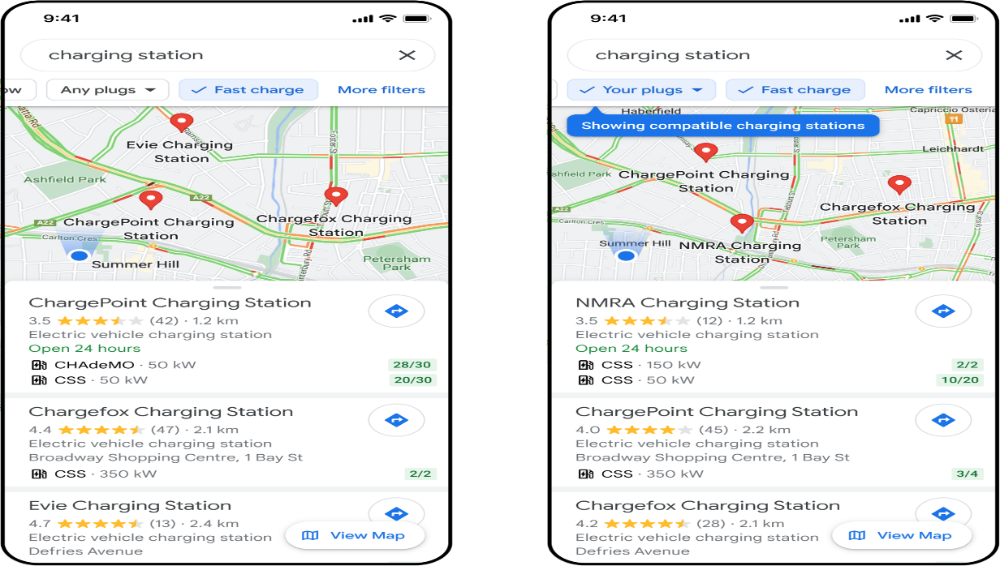 9:41
charging station
ow
Any plugs
Fast charge
More filters
Evie Charging
Station
Ashfield Park
A22
A22
ChargePoint Charging
Station
Chargefox Charging
Station
Carlton Cres
Summer Hill
Petersham
Park
ChargePoint Charging Station
3.5 (42) · 1.2 km
Electric vehicle charging station
Open 24 hours
CHAdeMO · 50 kW 28/30
CSS · 50 kW 20/30
Chargefox Charging Station
4.4 (47) · 2.1 km
Electric vehicle charging station
Broadway Shopping Centre, 1 Bay St
CSS · 350 kW 2/2
Evie Charging Station
4.7 (13) · 2.4 km
Electric vehicle charging station
Defries Avenue
View Map
9:41
charging station
Your plugs
Fast charge
More filters
Haberfield
Capriccio Osteria
Showing compatible charging stations
Leichhardt
shfield Park
ChargePoint Charging
Station
Chargefox Charging
Station
A22
Carlton Cres
Summer Hill
NMRA Charging
Station
Petersham
Park
NMRA Charging Station
3.5 (12) · 1.2 km
Electric vehicle charging station
Open 24 hours
CSS · 150 kW 2/2
CSS · 50 kW 10/20
ChargePoint Charging Station
4.0 (45) · 2.2 km
Electric vehicle charging station
Broadway Shopping Centre, 1 Bay St
CSS · 350 kW 3/4
Chargefox Charging Station
4.2 (28) · 2.1 km
Electric vehicle charging station
Defries Avenue
View Map